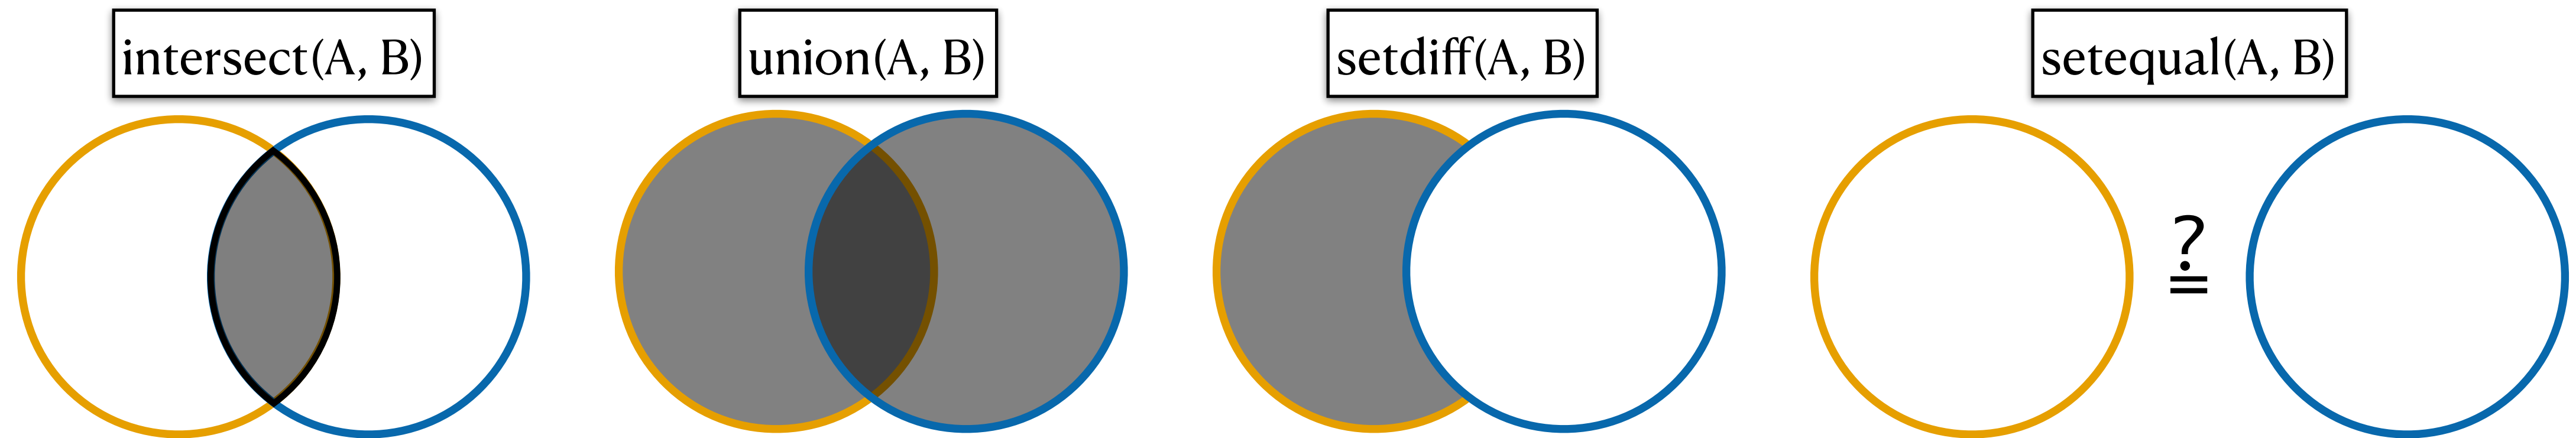 intersect(A, B)
union(A, B)
setdiff(A, B)
setequal(A, B)
?
=